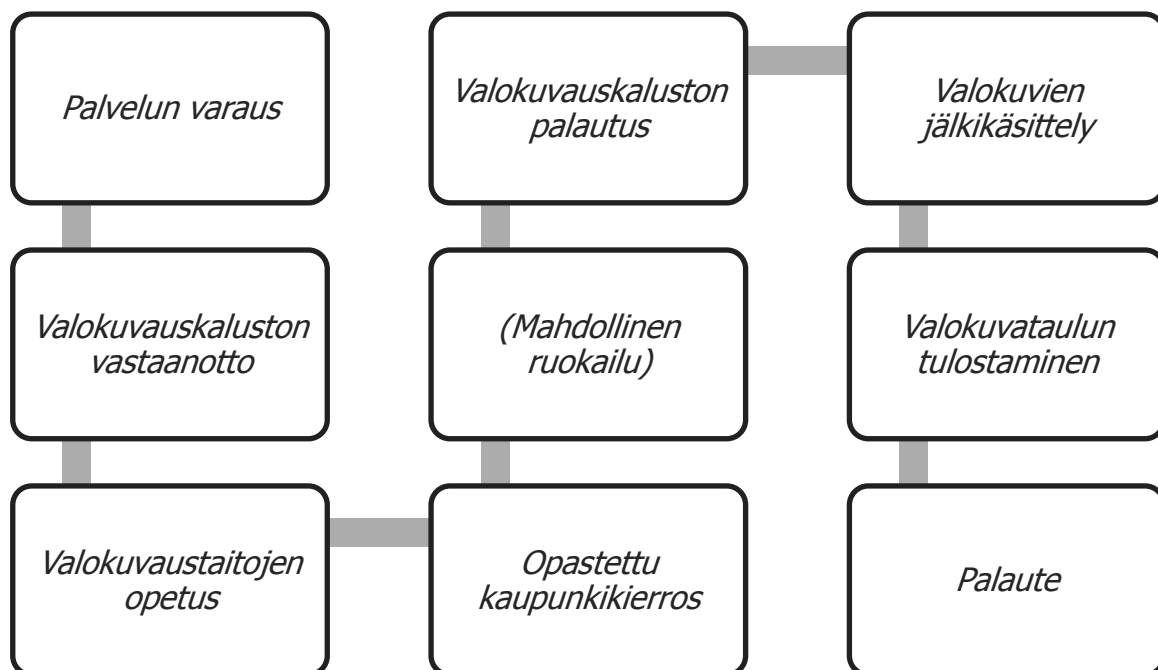 Palvelun varaus
Valokuvauskaluston
vastaanotto
Valokuvaustaitojen
opetus
Opastettu
kaupunkikierros
(Mahdollinen
ruokailu)
Valokuvauskaluston
palautus
Valokuvien
jälkikäsittely
Valokuvataulun
tulostaminen
Palaute